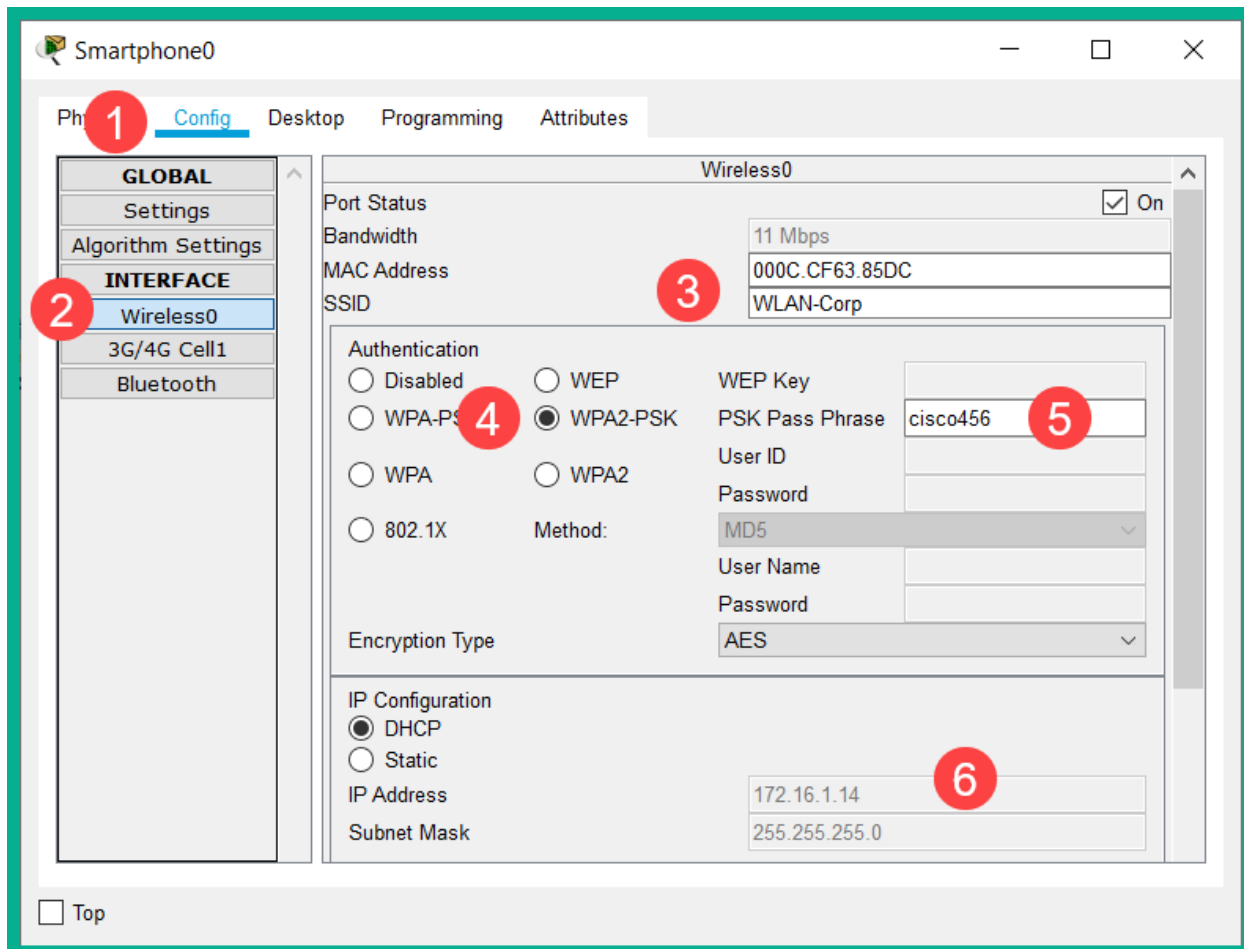 Smartphone0
1 Config Desktop Programming Attributes
GLOBAL
Settings
Algorithm Settings
INTERFACE
2 Wireless0
3G/4G Cell1
Bluetooth
Wireless0
Port Status On
Bandwidth 11 Mbps
MAC Address 000C.CF63.85DC
3
SSID WLAN-Corp
Authentication
Disabled WEP WEP Key
4 WPA2-PSK PSK Pass Phrase cisco456 5
User ID
WPA WPA2
Password
802.1X Method: MD5
User Name
Password
Encryption Type AES
IP Configuration
DHCP
Static
6
IP Address 172.16.1.14
Subnet Mask 255.255.255.0
Top